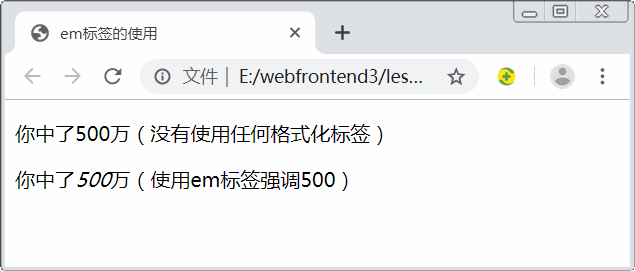 em标签的使用
文件 | E:/webfrontend3/les...
你中了500万（没有使用任何格式化标签）
你中了500万（使用em标签强调500）